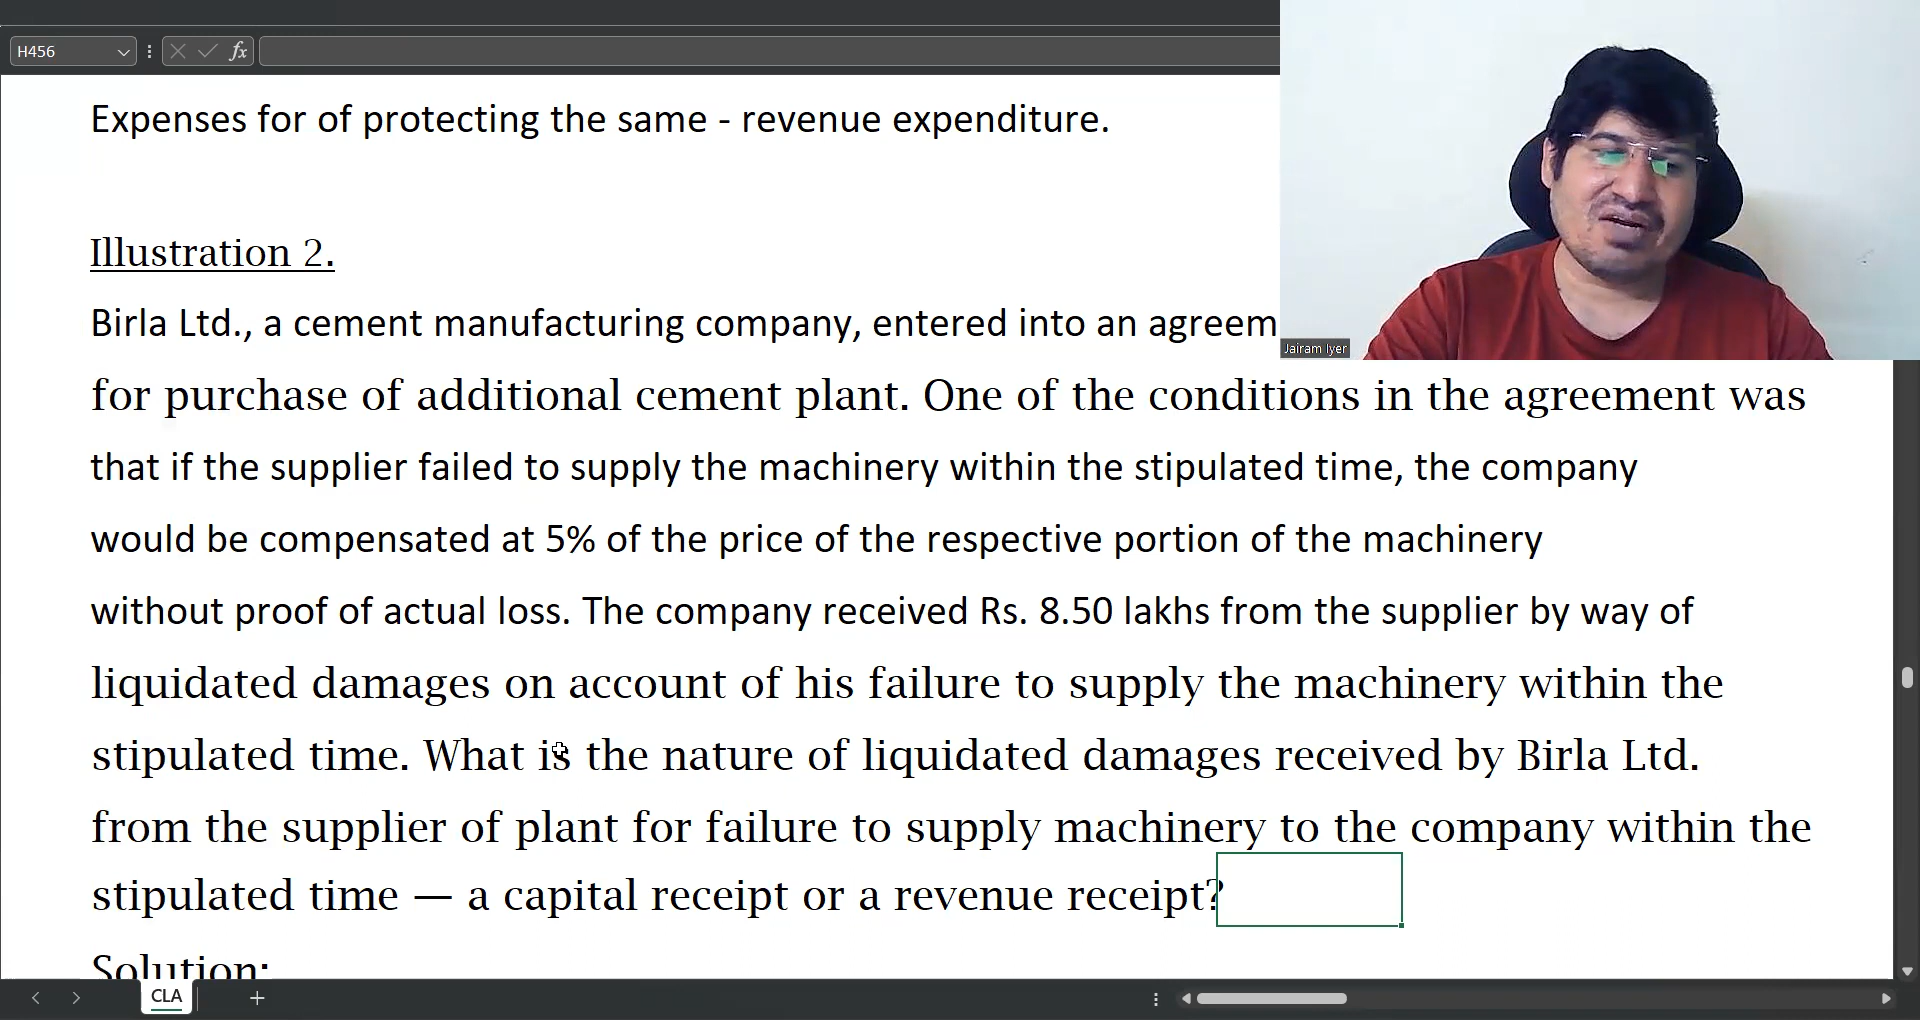 H456
fx
Expenses for of protecting the same - revenue expenditure.
Illustration 2.
Birla Ltd., a cement manufacturing company, entered into an agreem
Jairam Iyer
for purchase of additional cement plant. One of the conditions in the agreement was
that if the supplier failed to supply the machinery within the stipulated time, the company
would be compensated at 5% of the price of the respective portion of the machinery
without proof of actual loss. The company received Rs. 8.50 lakhs from the supplier by way of
liquidated damages on account of his failure to supply the machinery within the
stipulated time. What is the nature of liquidated damages received by Birla Ltd.
from the supplier of plant for failure to supply machinery to the company within the
stipulated time — a capital receipt or a revenue receipt?
Solution:
CLA